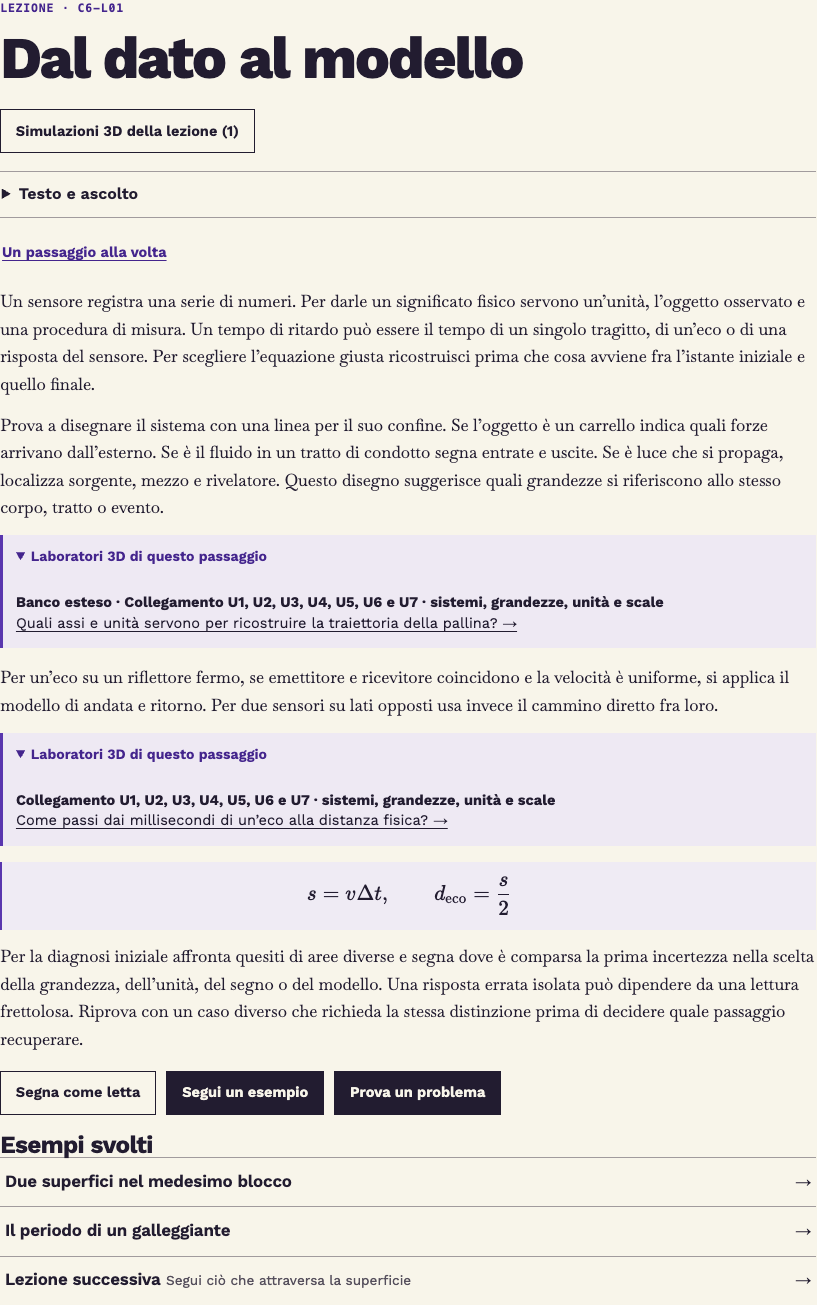 LEZIONE · C6–L01
Dal dato al modello
Simulazioni 3D della lezione (1)
▶ Testo e ascolto
Un passaggio alla volta
Un sensore registra una serie di numeri. Per darle un significato fisico servono un’unità, l’oggetto osservato e
una procedura di misura. Un tempo di ritardo può essere il tempo di un singolo tragitto, di un’eco o di una
risposta del sensore. Per scegliere l’equazione giusta ricostruisci prima che cosa avviene fra l’istante iniziale e
quello finale.
Prova a disegnare il sistema con una linea per il suo confine. Se l’oggetto è un carrello indica quali forze
arrivano dall’esterno. Se è il fluido in un tratto di condotto segna entrate e uscite. Se è luce che si propaga,
localizza sorgente, mezzo e rivelatore. Questo disegno suggerisce quali grandezze si riferiscono allo stesso
corpo, tratto o evento.
▼ Laboratori 3D di questo passaggio
Banco esteso · Collegamento U1, U2, U3, U4, U5, U6 e U7 · sistemi, grandezze, unità e scale
Quali assi e unità servono per ricostruire la traiettoria della pallina? →
Per un’eco su un riflettore fermo, se emettitore e ricevitore coincidono e la velocità è uniforme, si applica il
modello di andata e ritorno. Per due sensori su lati opposti usa invece il cammino diretto fra loro.
▼ Laboratori 3D di questo passaggio
Collegamento U1, U2, U3, U4, U5, U6 e U7 · sistemi, grandezze, unità e scale
Come passi dai millisecondi di un’eco alla distanza fisica? →
s = vΔt, d_eco = s/2
Per la diagnosi iniziale affronta quesiti di aree diverse e segna dove è comparsa la prima incertezza nella scelta
della grandezza, dell’unità, del segno o del modello. Una risposta errata isolata può dipendere da una lettura
frettolosa. Riprova con un caso diverso che richieda la stessa distinzione prima di decidere quale passaggio
recuperare.
Segna come letta Segui un esempio Prova un problema
Esempi svolti
Due superfici nel medesimo blocco →
Il periodo di un galleggiante →
Lezione successiva Segui ciò che attraversa la superficie →